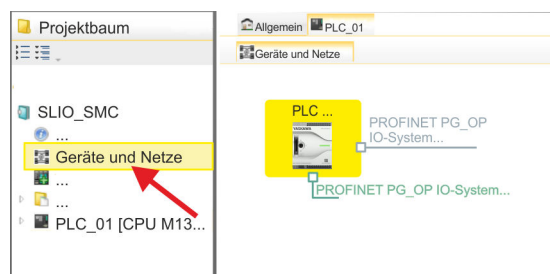 Projektbaum
SLIO_SMC
...
Geräte und Netze
...
...
PLC_01 [CPU M13...
Allgemein
PLC_01
Geräte und Netze
PLC ...
YASKAWA
PROFINET PG_OP
IO-System...
PROFINET PG_OP IO-System...